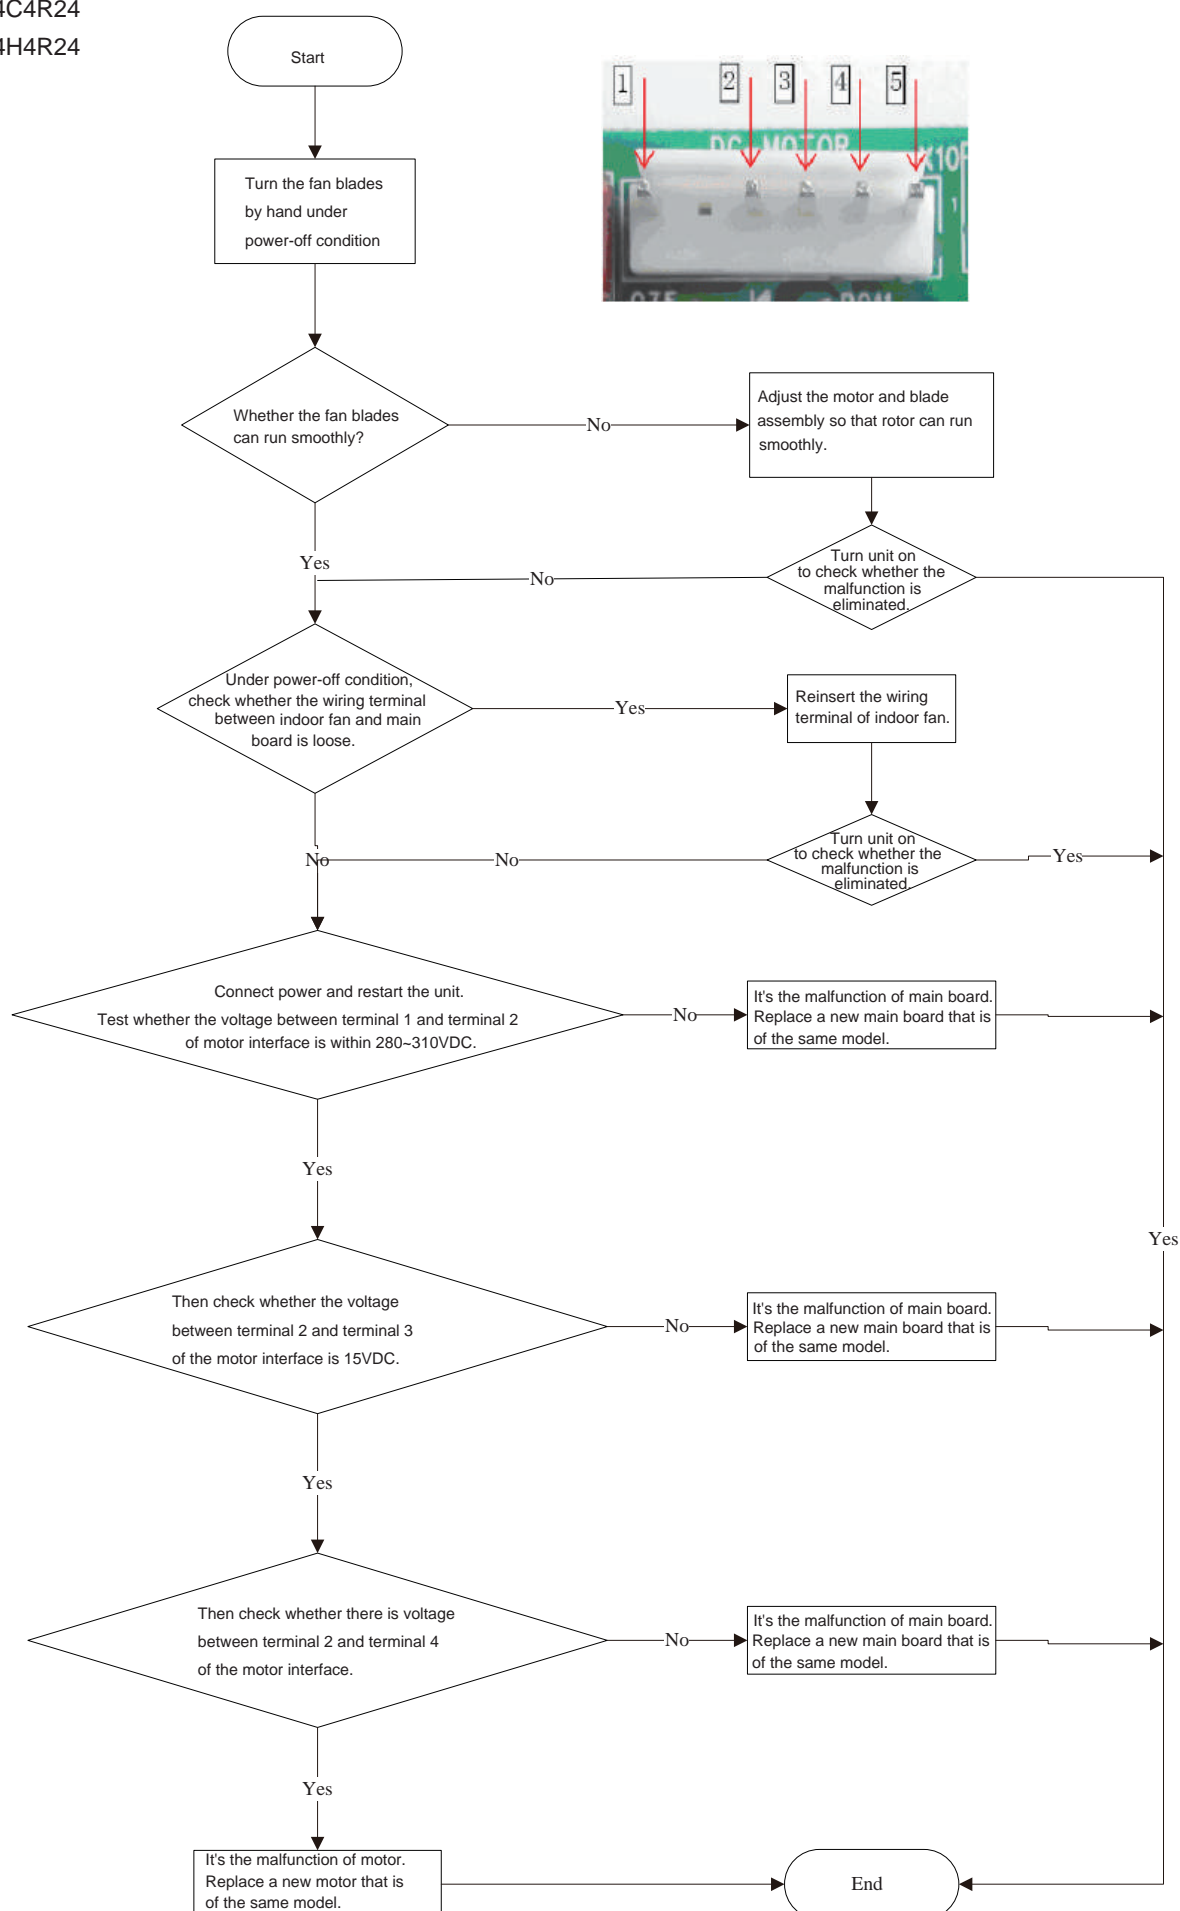 4C4R24
4H4R24
Start
1 2 3 4 5
DC MOTOR
Turn the fan blades
by hand under
power-off condition
1
Whether the fan blades
can run smoothly?
No
Adjust the motor and blade
assembly so that rotor can run
smoothly.
Yes
No
Turn unit on
to check whether the
malfunction is
eliminated.
Under power-off condition,
check whether the wiring terminal
between indoor fan and main
board is loose.
Yes
Reinsert the wiring
terminal of indoor fan.
No
No
Turn unit on
to check whether the
malfunction is
eliminated.
Yes
Connect power and restart the unit.
Test whether the voltage between terminal 1 and terminal 2
of motor interface is within 280~310VDC.
No
It's the malfunction of main board.
Replace a new main board that is
of the same model.
Yes
Yes
Then check whether the voltage
between terminal 2 and terminal 3
of the motor interface is 15VDC.
No
It's the malfunction of main board.
Replace a new main board that is
of the same model.
Yes
Then check whether there is voltage
between terminal 2 and terminal 4
of the motor interface.
No
It's the malfunction of main board.
Replace a new main board that is
of the same model.
Yes
It's the malfunction of motor.
Replace a new motor that is
of the same model.
End